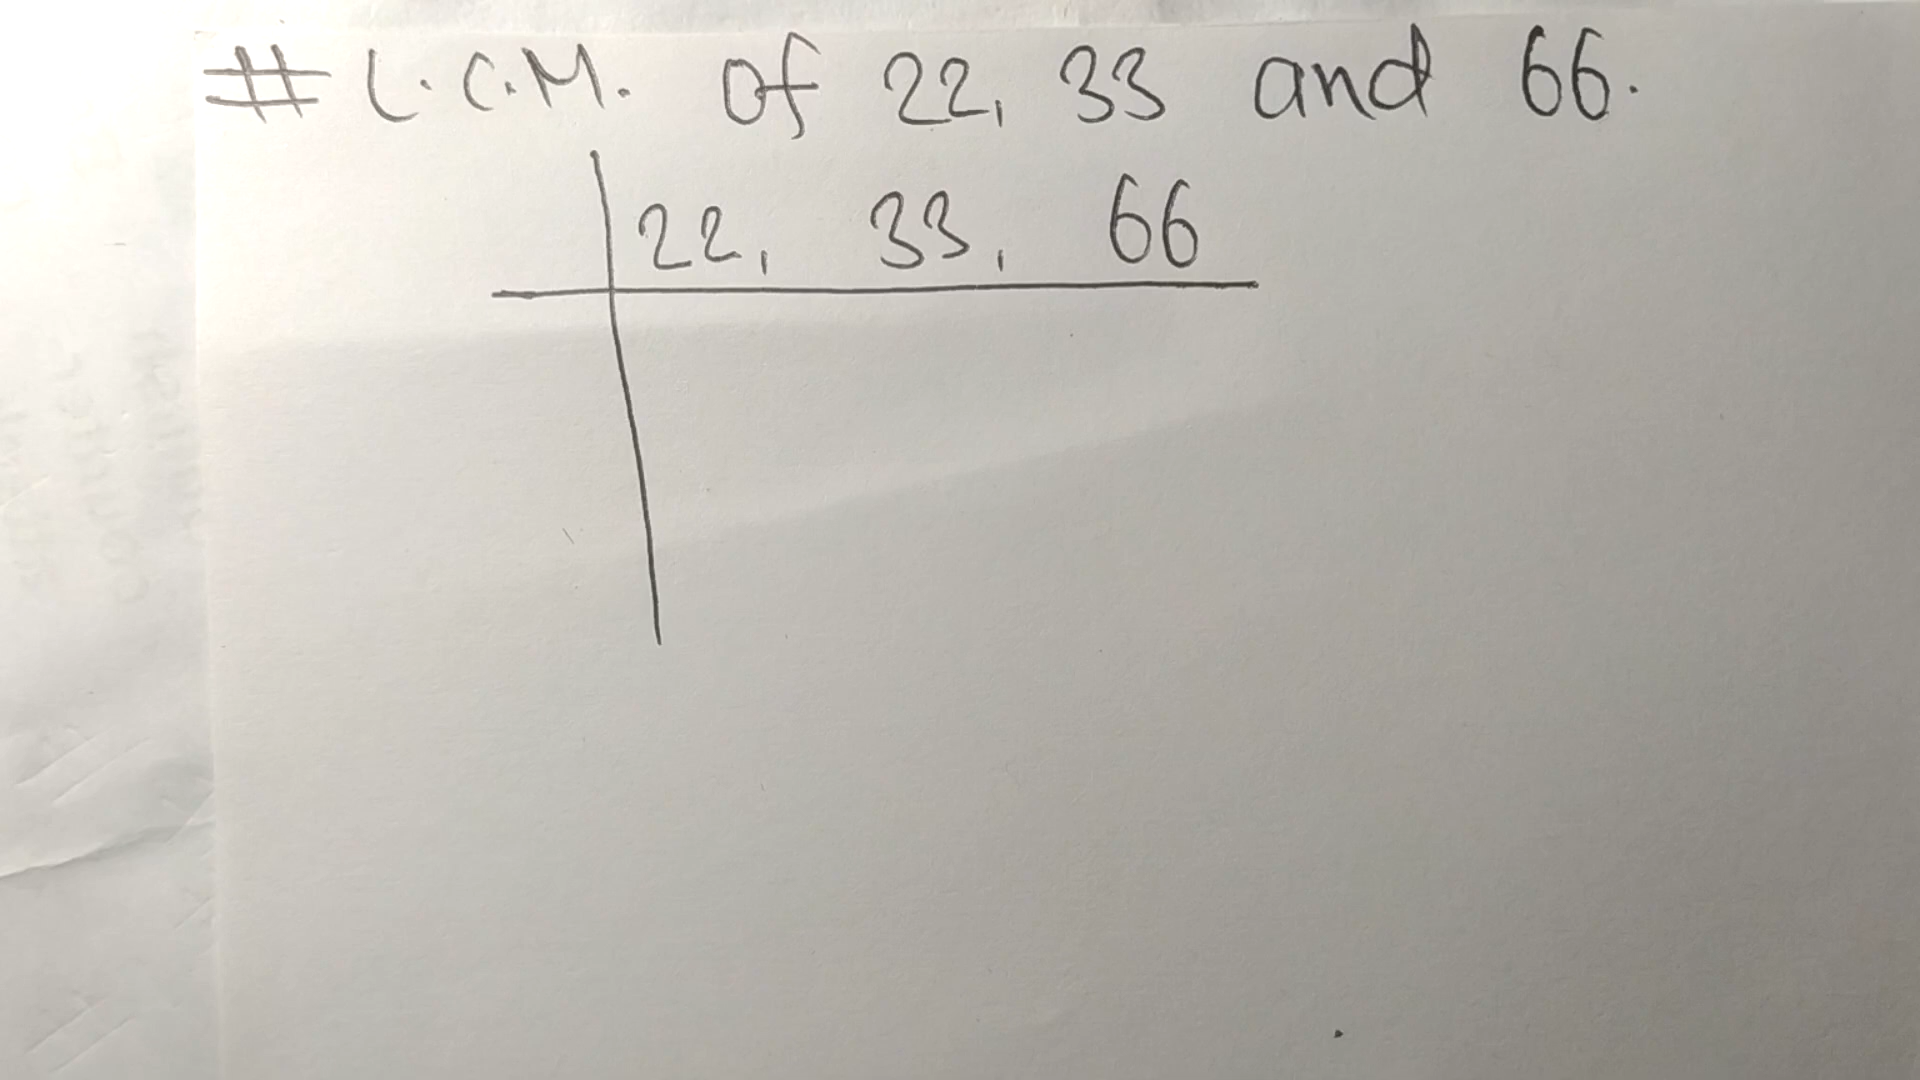 # L.C.M. of 22, 33 and 66.
22, 33, 66